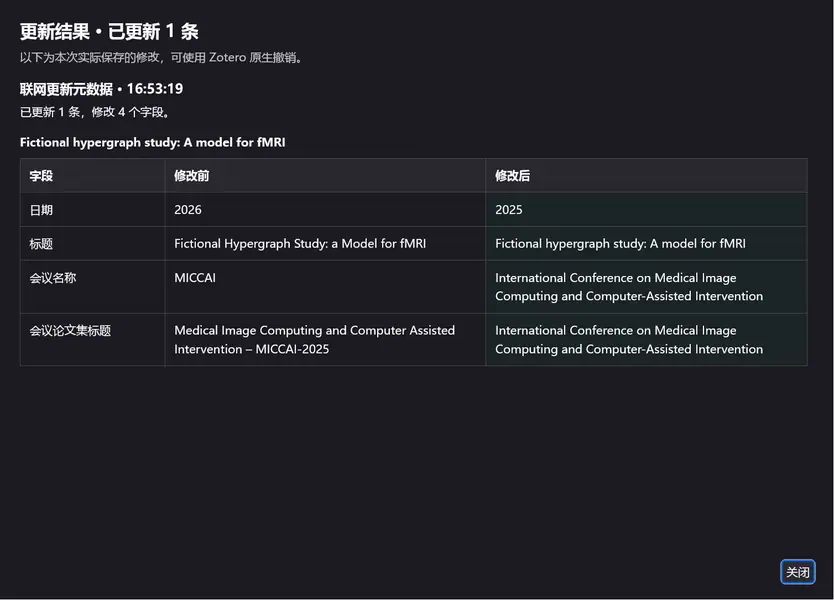 更新结果 • 已更新 1 条
以下为本次实际保存的修改，可使用 Zotero 原生撤销。
联网更新元数据 • 16:53:19
已更新 1 条，修改 4 个字段。
Fictional hypergraph study: A model for fMRI
字段 修改前 修改后
日期 2026 2025
标题 Fictional Hypergraph Study: a Model for fMRI Fictional hypergraph study: A model for fMRI
会议名称 MICCAI International Conference on Medical Image
Computing and Computer-Assisted Intervention
会议论文集标题 Medical Image Computing and Computer Assisted International Conference on Medical Image
Intervention – MICCAI-2025 Computing and Computer-Assisted Intervention
关闭